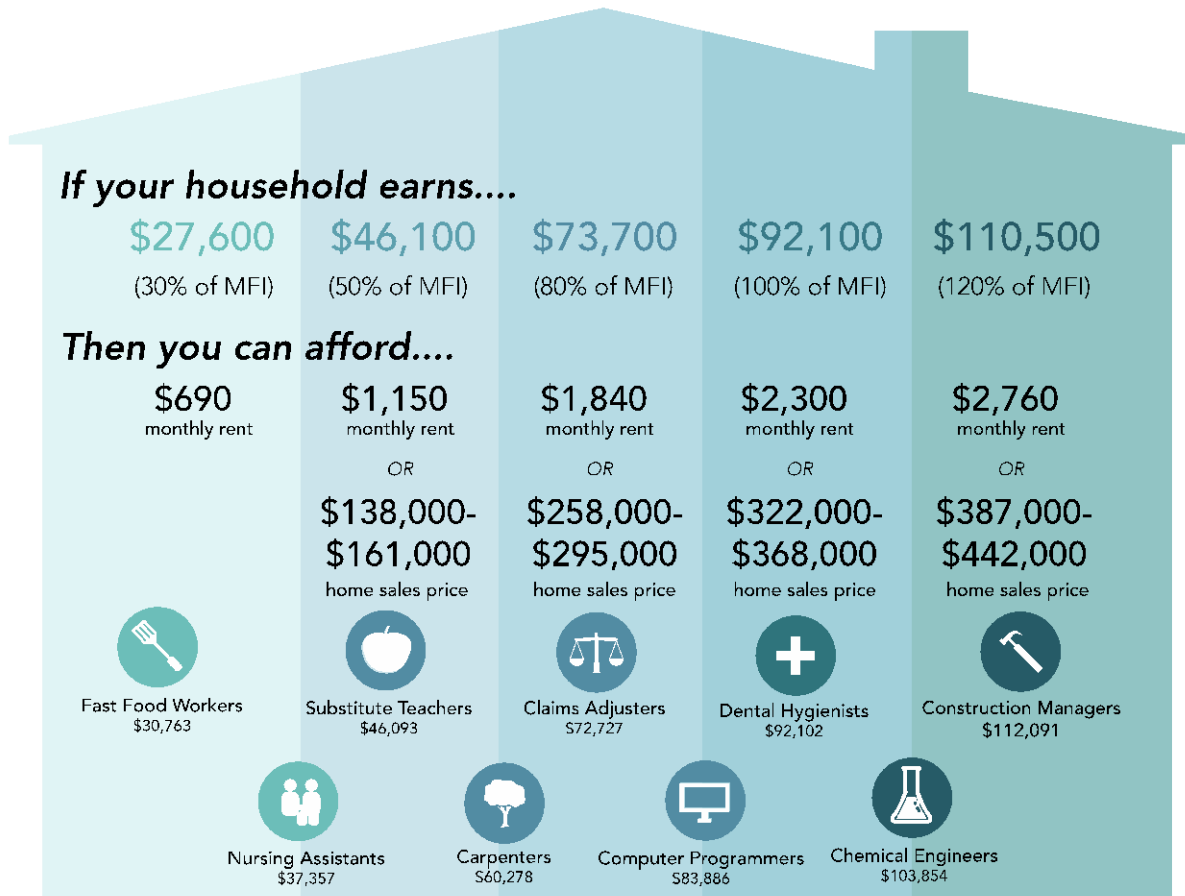 If your household earns....
$27,600 $46,100 $73,700 $92,100 $110,500
(30% of MFI) (50% of MFI) (80% of MFI) (100% of MFI) (120% of MFI)
Then you can afford....
$690 $1,150 $1,840 $2,300 $2,760
monthly rent monthly rent monthly rent monthly rent monthly rent
OR OR OR OR
$138,000- $258,000- $322,000- $387,000-
$161,000 $295,000 $368,000 $442,000
home sales price home sales price home sales price home sales price
Fast Food Workers Substitute Teachers Claims Adjusters Dental Hygienists Construction Managers
$30,763 $46,093 $72,727 $92,102 $112,091
Nursing Assistants Carpenters Computer Programmers Chemical Engineers
$37,357 $60,278 $83,886 $103,854